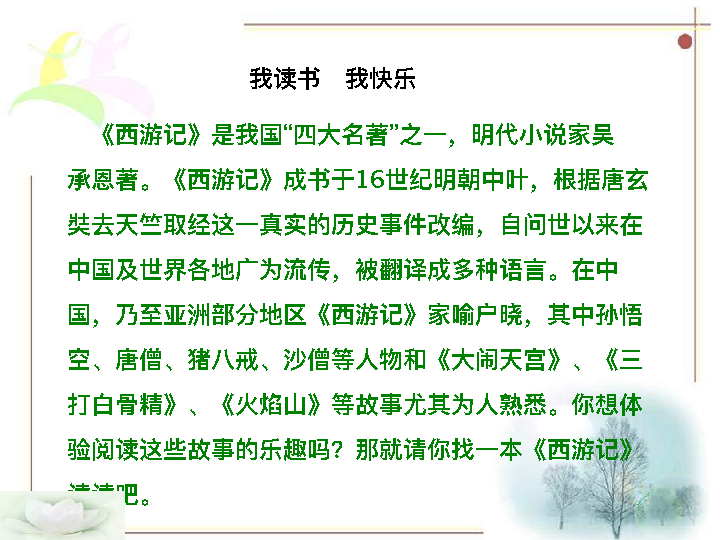 我读书 我快乐
《西游记》是我国“四大名著”之一，明代小说家吴
承恩著。《西游记》成书于16世纪明朝中叶，根据唐玄
奘去天竺取经这一真实的历史事件改编，自问世以来在
中国及世界各地广为流传，被翻译成多种语言。在中
国，乃至亚洲部分地区《西游记》家喻户晓，其中孙悟
空、唐僧、猪八戒、沙僧等人物和《大闹天宫》、《三
打白骨精》、《火焰山》等故事尤其为人熟悉。你想体
验阅读这些故事的乐趣吗？那就请你找一本《西游记》
读读吧。